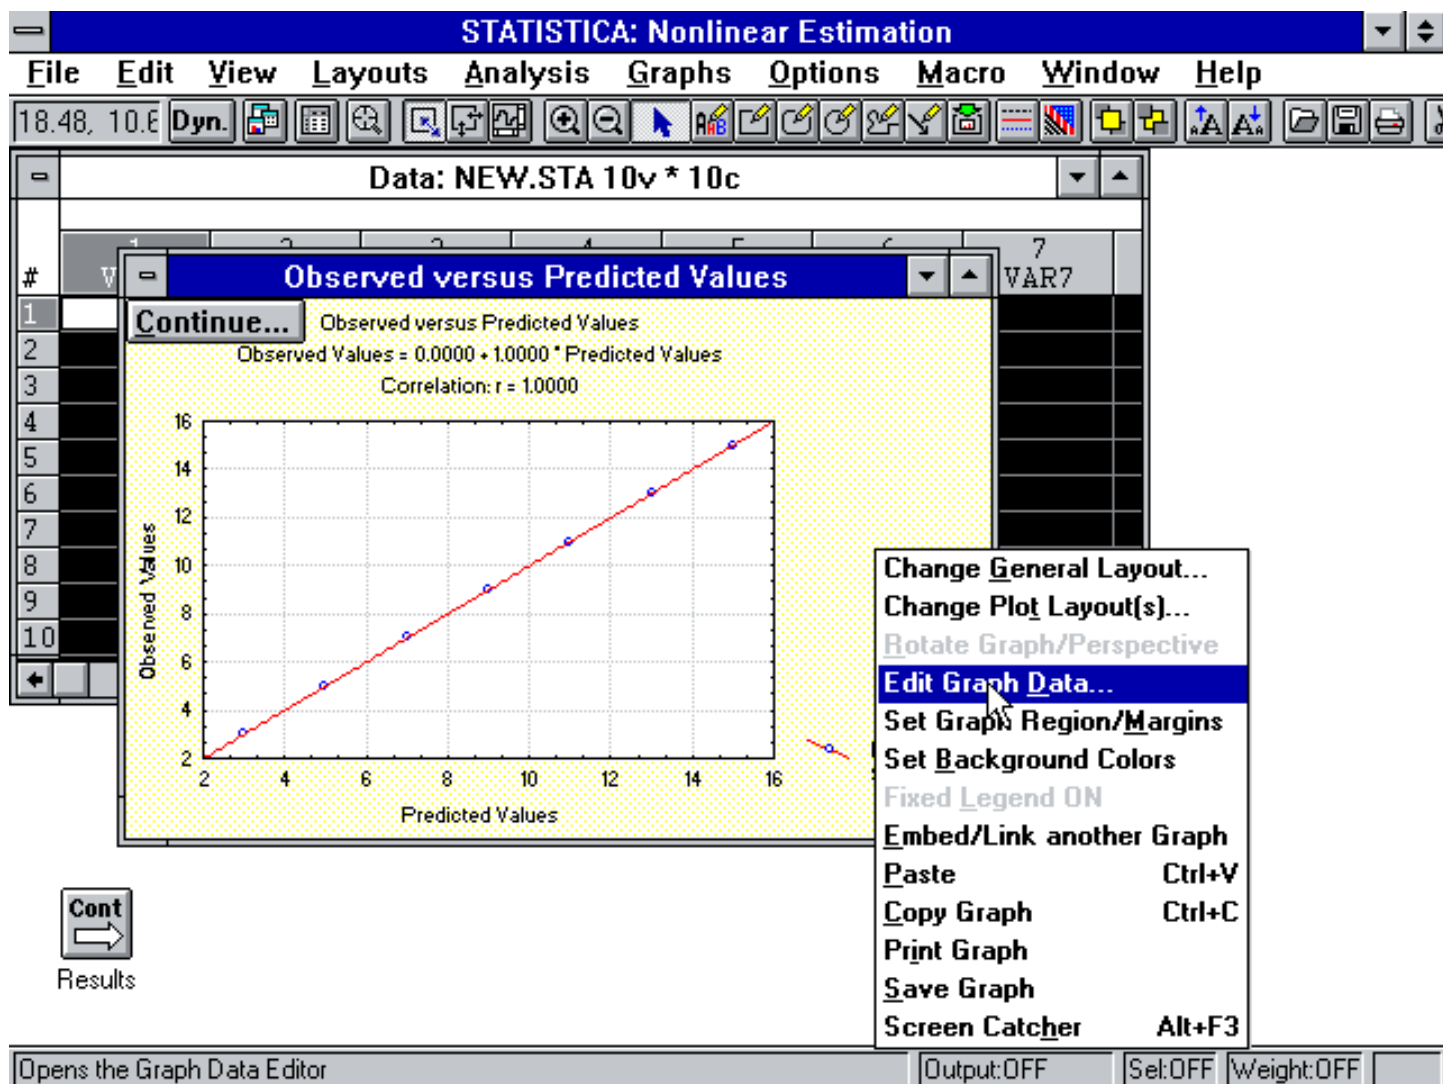 STATISTICA: Nonlinear Estimation
File Edit View Layouts Analysis Graphs Options Macro Window Help
18.48, 10.6 Dyn.
Data: NEW.STA 10v * 10c
7
# VAR7
Observed versus Predicted Values
Continue...
Observed versus Predicted Values
Observed Values = 0.0000 + 1.0000 * Predicted Values
Correlation: r = 1.0000
1
2
3
4
5
6
7
8
9
10
16
14
12
10
8
6
4
2
Observed Values
2 4 6 8 10 12 14 16
Predicted Values
Change General Layout...
Change Plot Layout(s)...
Rotate Graph/Perspective
Edit Graph Data...
Set Graph Region/Margins
Set Background Colors
Fixed Legend ON
Embed/Link another Graph
Paste Ctrl+V
Copy Graph Ctrl+C
Print Graph
Save Graph
Screen Catcher Alt+F3
Cont
Results
Opens the Graph Data Editor Output:OFF Sel:OFF Weight:OFF